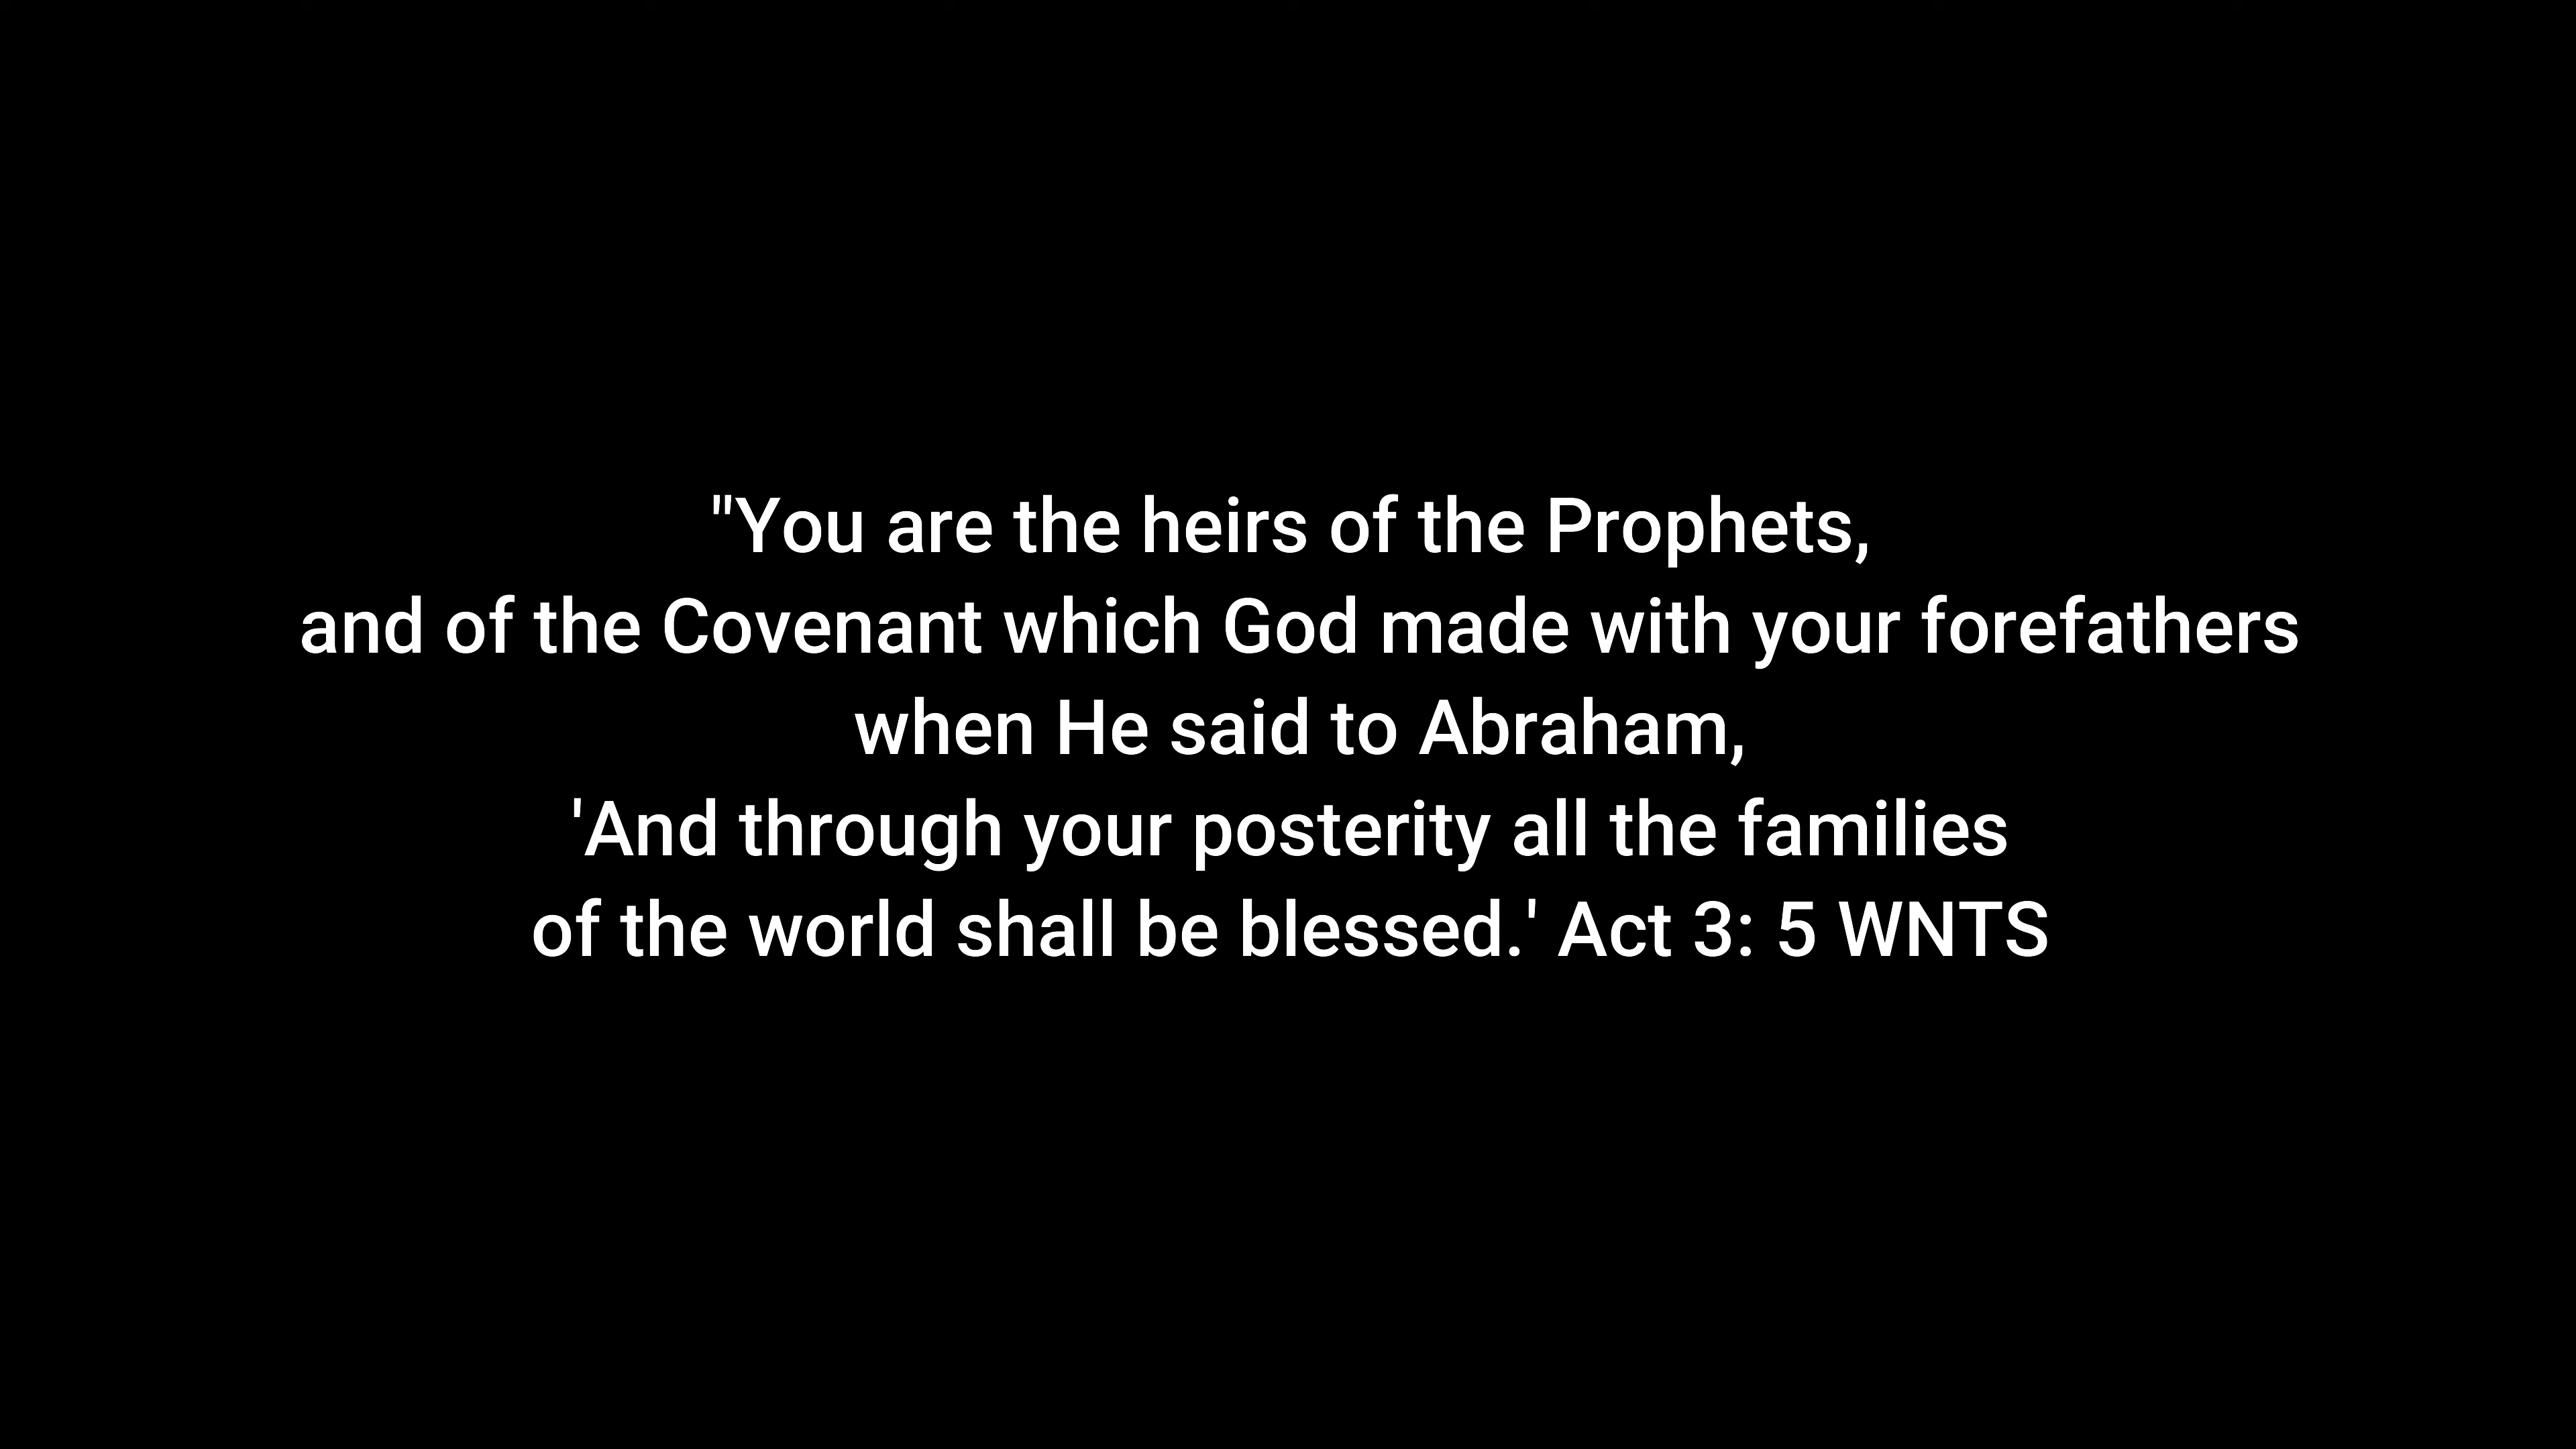 "You are the heirs of the Prophets,
and of the Covenant which God made with your forefathers
when He said to Abraham,
'And through your posterity all the families
of the world shall be blessed.' Act 3: 5 WNTS